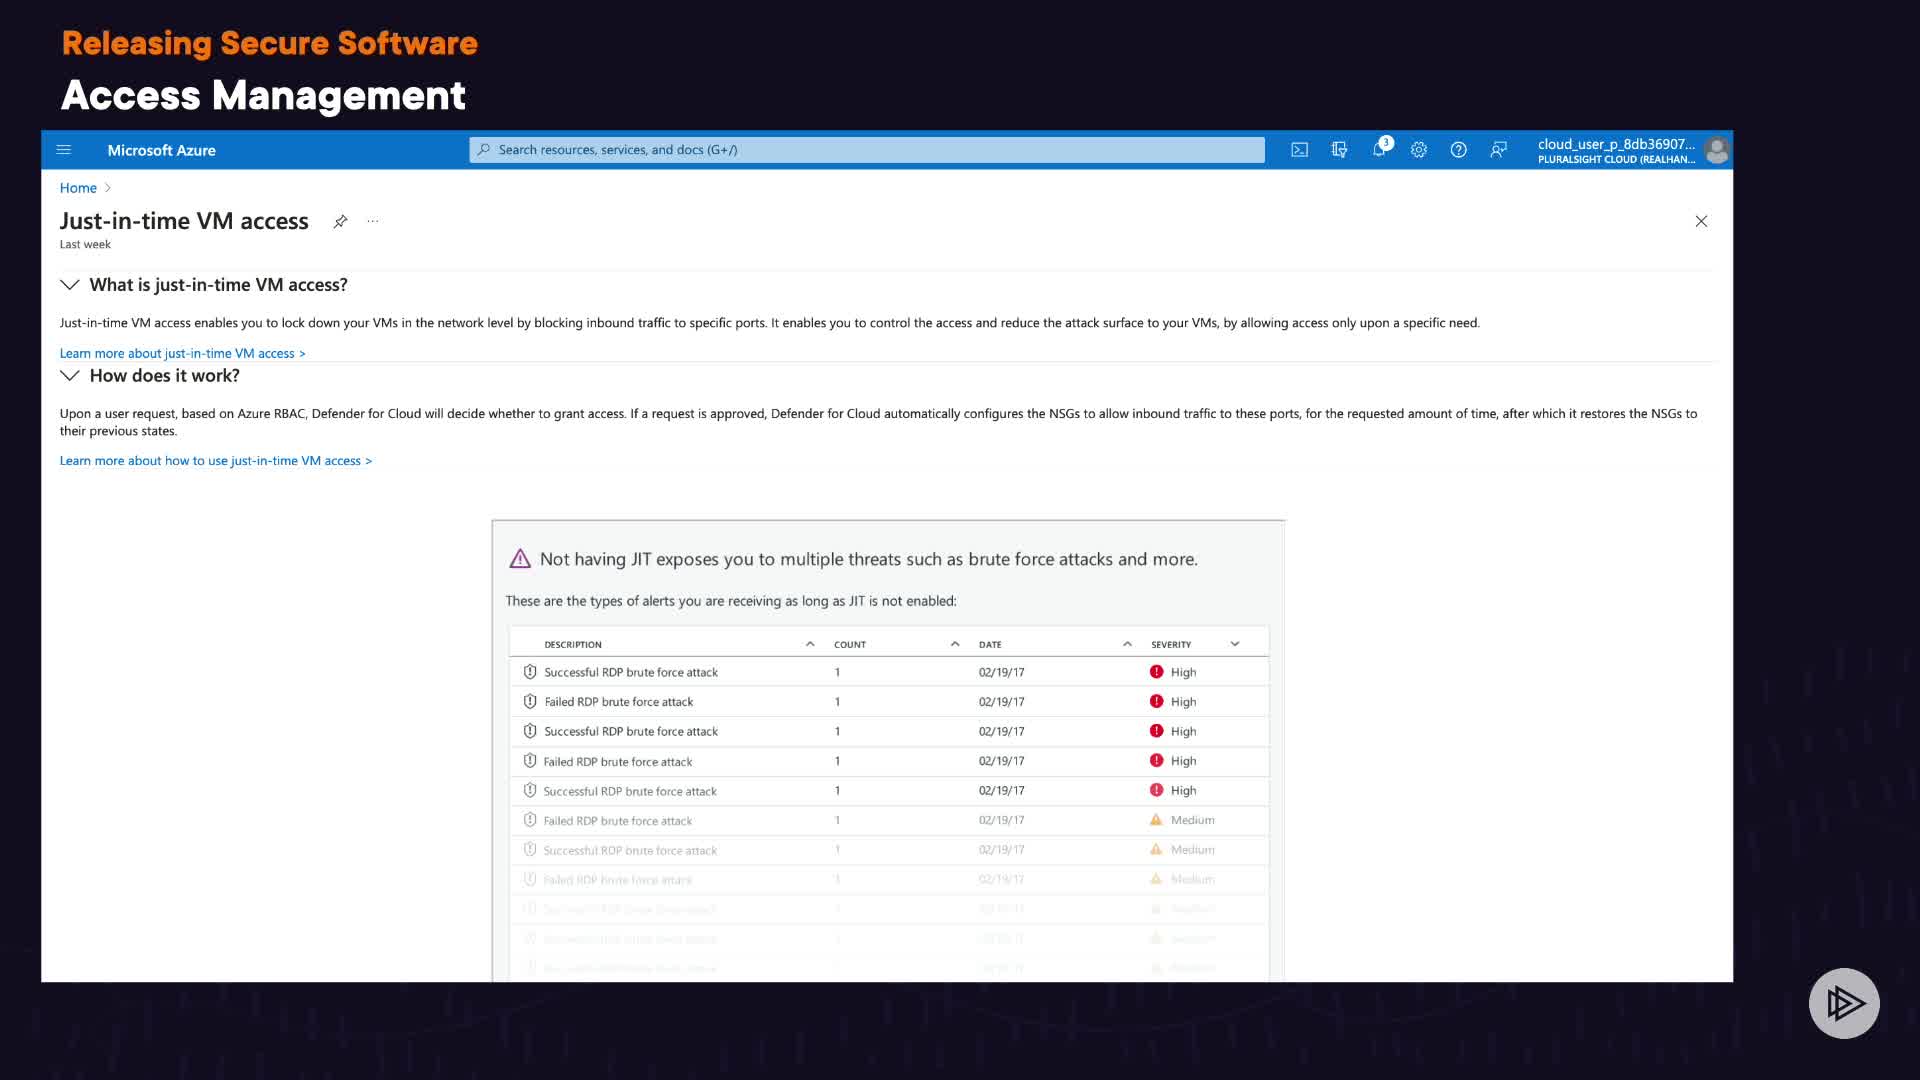 Releasing Secure Software
Access Management
Microsoft Azure
Search resources, services, and docs (G+/)
3
cloud_user_p_8db36907...
PLURALSIGHT CLOUD (REALHAN...
Home
Just-in-time VM access
Last week
What is just-in-time VM access?
Just-in-time VM access enables you to lock down your VMs in the network level by blocking inbound traffic to specific ports. It enables you to control the access and reduce the attack surface to your VMs, by allowing access only upon a specific need.
Learn more about just-in-time VM access >
How does it work?
Upon a user request, based on Azure RBAC, Defender for Cloud will decide whether to grant access. If a request is approved, Defender for Cloud automatically configures the NSGs to allow inbound traffic to these ports, for the requested amount of time, after which it restores the NSGs to
their previous states.
Learn more about how to use just-in-time VM access >
Not having JIT exposes you to multiple threats such as brute force attacks and more.
These are the types of alerts you are receiving as long as JIT is not enabled:
DESCRIPTION COUNT DATE SEVERITY
Successful RDP brute force attack 1 02/19/17 High
Failed RDP brute force attack 1 02/19/17 High
Successful RDP brute force attack 1 02/19/17 High
Failed RDP brute force attack 1 02/19/17 High
Successful RDP brute force attack 1 02/19/17 High
Failed RDP brute force attack 1 02/19/17 Medium
Successful RDP brute force attack 1 02/19/17 Medium
Failed RDP brute force attack 1 02/19/17 Medium